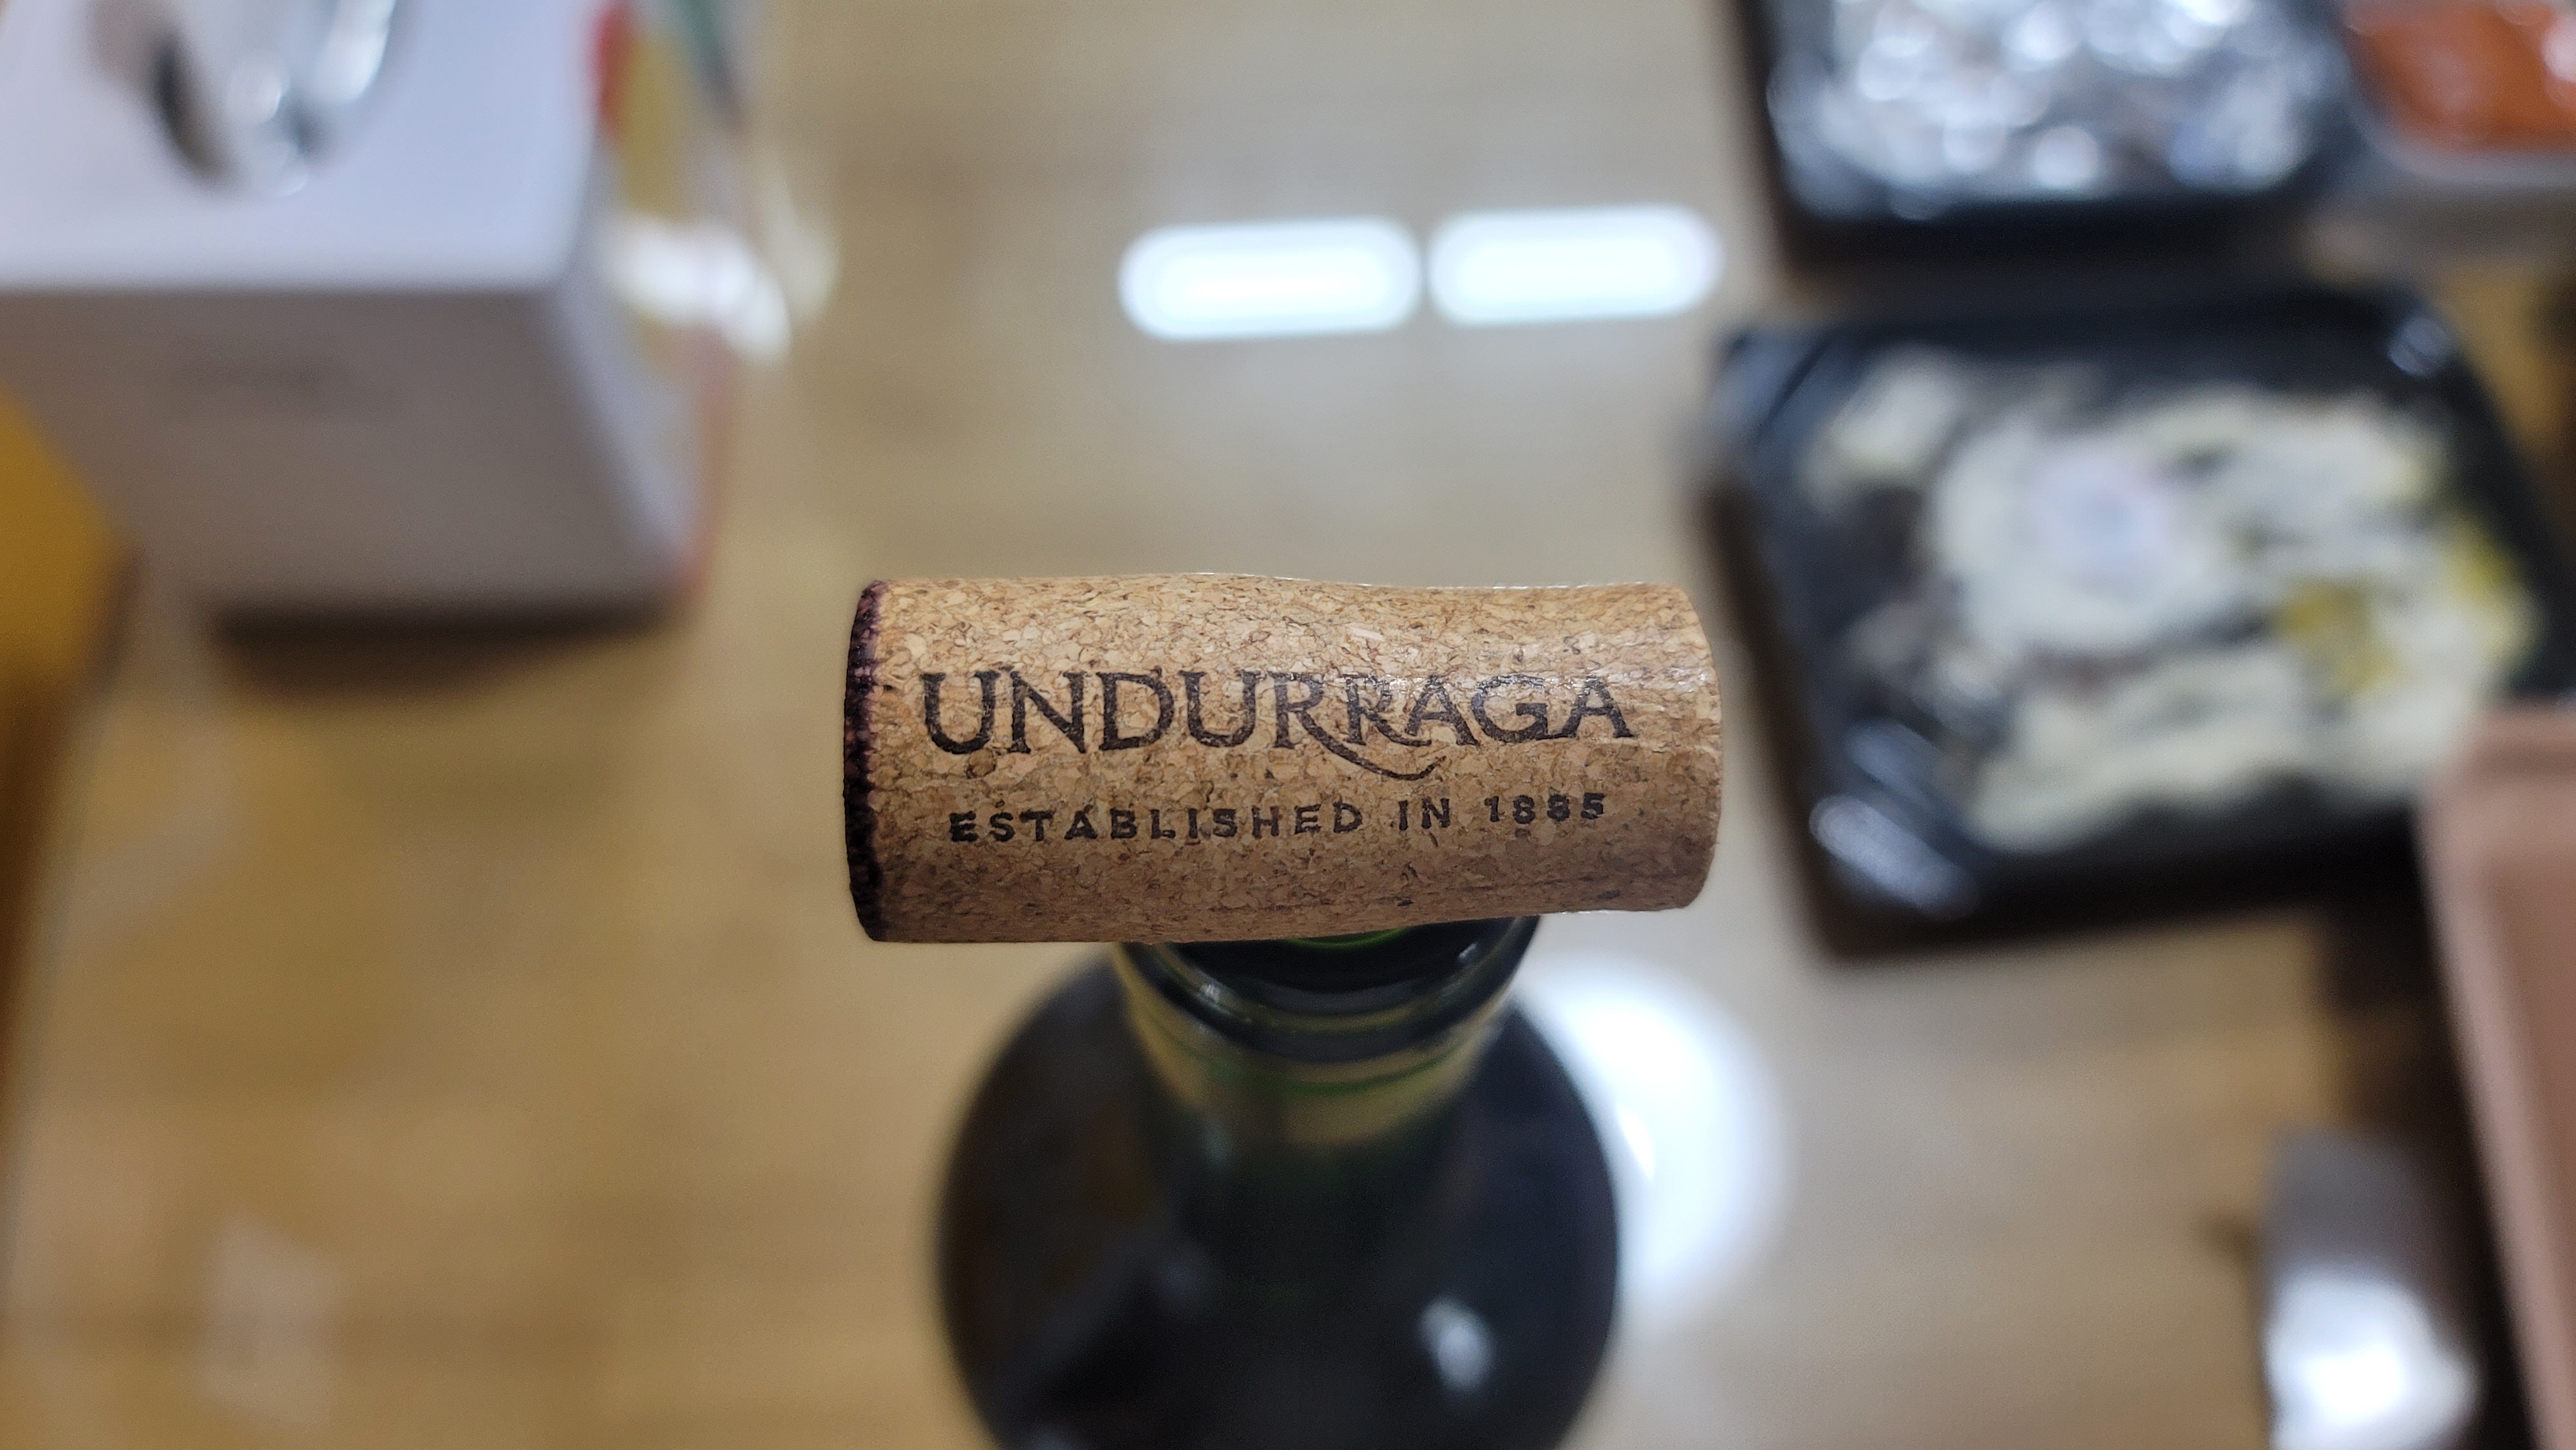 UNDURRAGA
ESTABLISHED IN 1885